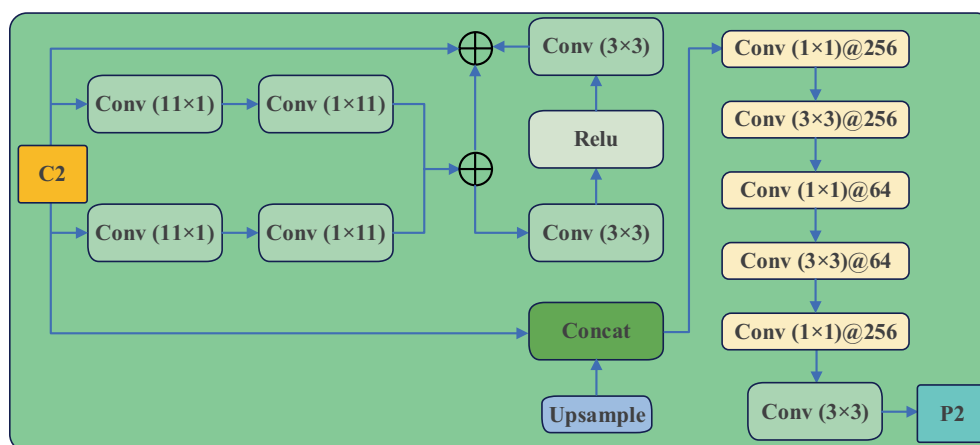 Conv (3×3)
Conv (1×1)@256
Conv (11×1)
Conv (1×11)
Conv (3×3)@256
Relu
C2
Conv (1×1)@64
Conv (11×1)
Conv (1×11)
Conv (3×3)
Conv (3×3)@64
Concat
Conv (1×1)@256
Upsample
Conv (3×3)
P2